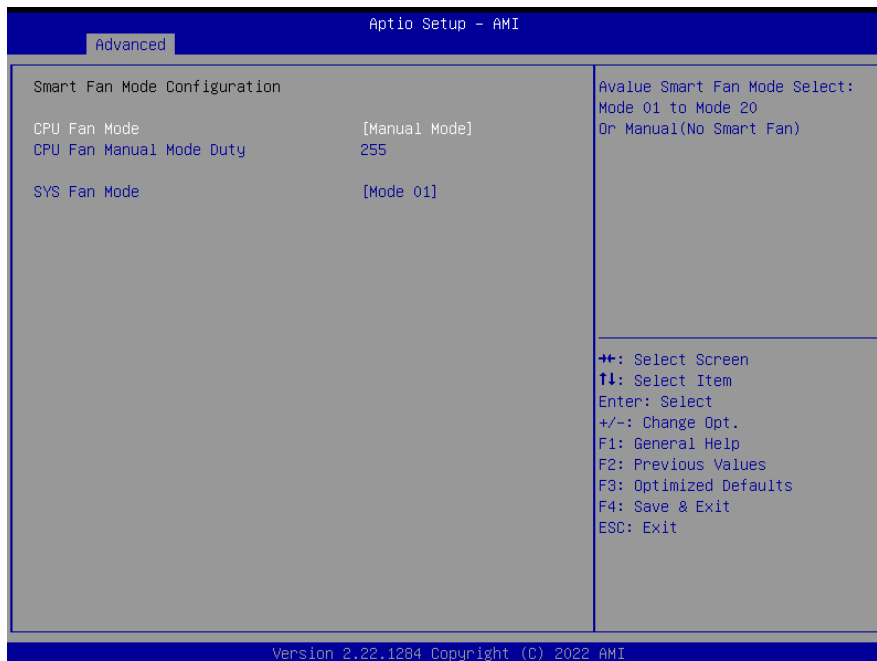 Aptio Setup – AMI
Advanced
Smart Fan Mode Configuration
CPU Fan Mode [Manual Mode]
CPU Fan Manual Mode Duty 255
SYS Fan Mode [Mode 01]
Avalue Smart Fan Mode Select:
Mode 01 to Mode 20
Or Manual(No Smart Fan)
→←: Select Screen
↑↓: Select Item
Enter: Select
+/-: Change Opt.
F1: General Help
F2: Previous Values
F3: Optimized Defaults
F4: Save & Exit
ESC: Exit
Version 2.22.1284 Copyright (C) 2022 AMI